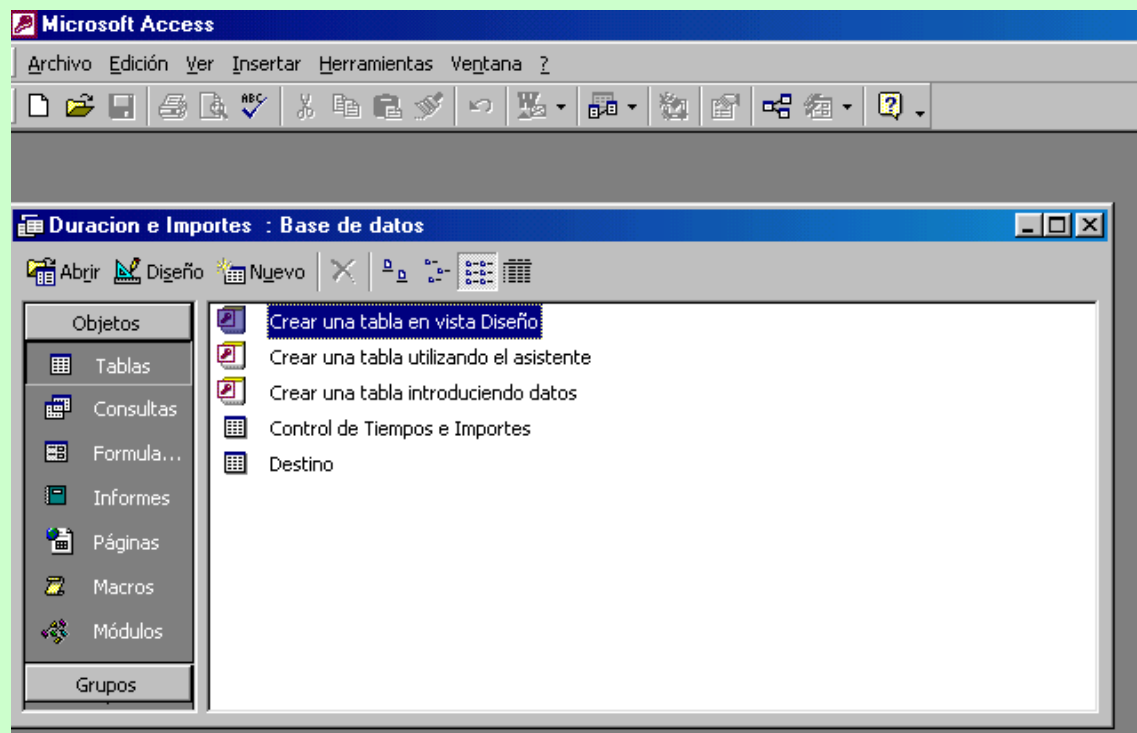 Microsoft Access
Archivo Edición Ver Insertar Herramientas Ventana ?
ABC
Duracion e Importes : Base de datos
Abrir Diseño Nuevo
Objetos
Tablas
Consultas
Formula...
Informes
Páginas
Macros
Módulos
Grupos
Crear una tabla en vista Diseño
Crear una tabla utilizando el asistente
Crear una tabla introduciendo datos
Control de Tiempos e Importes
Destino